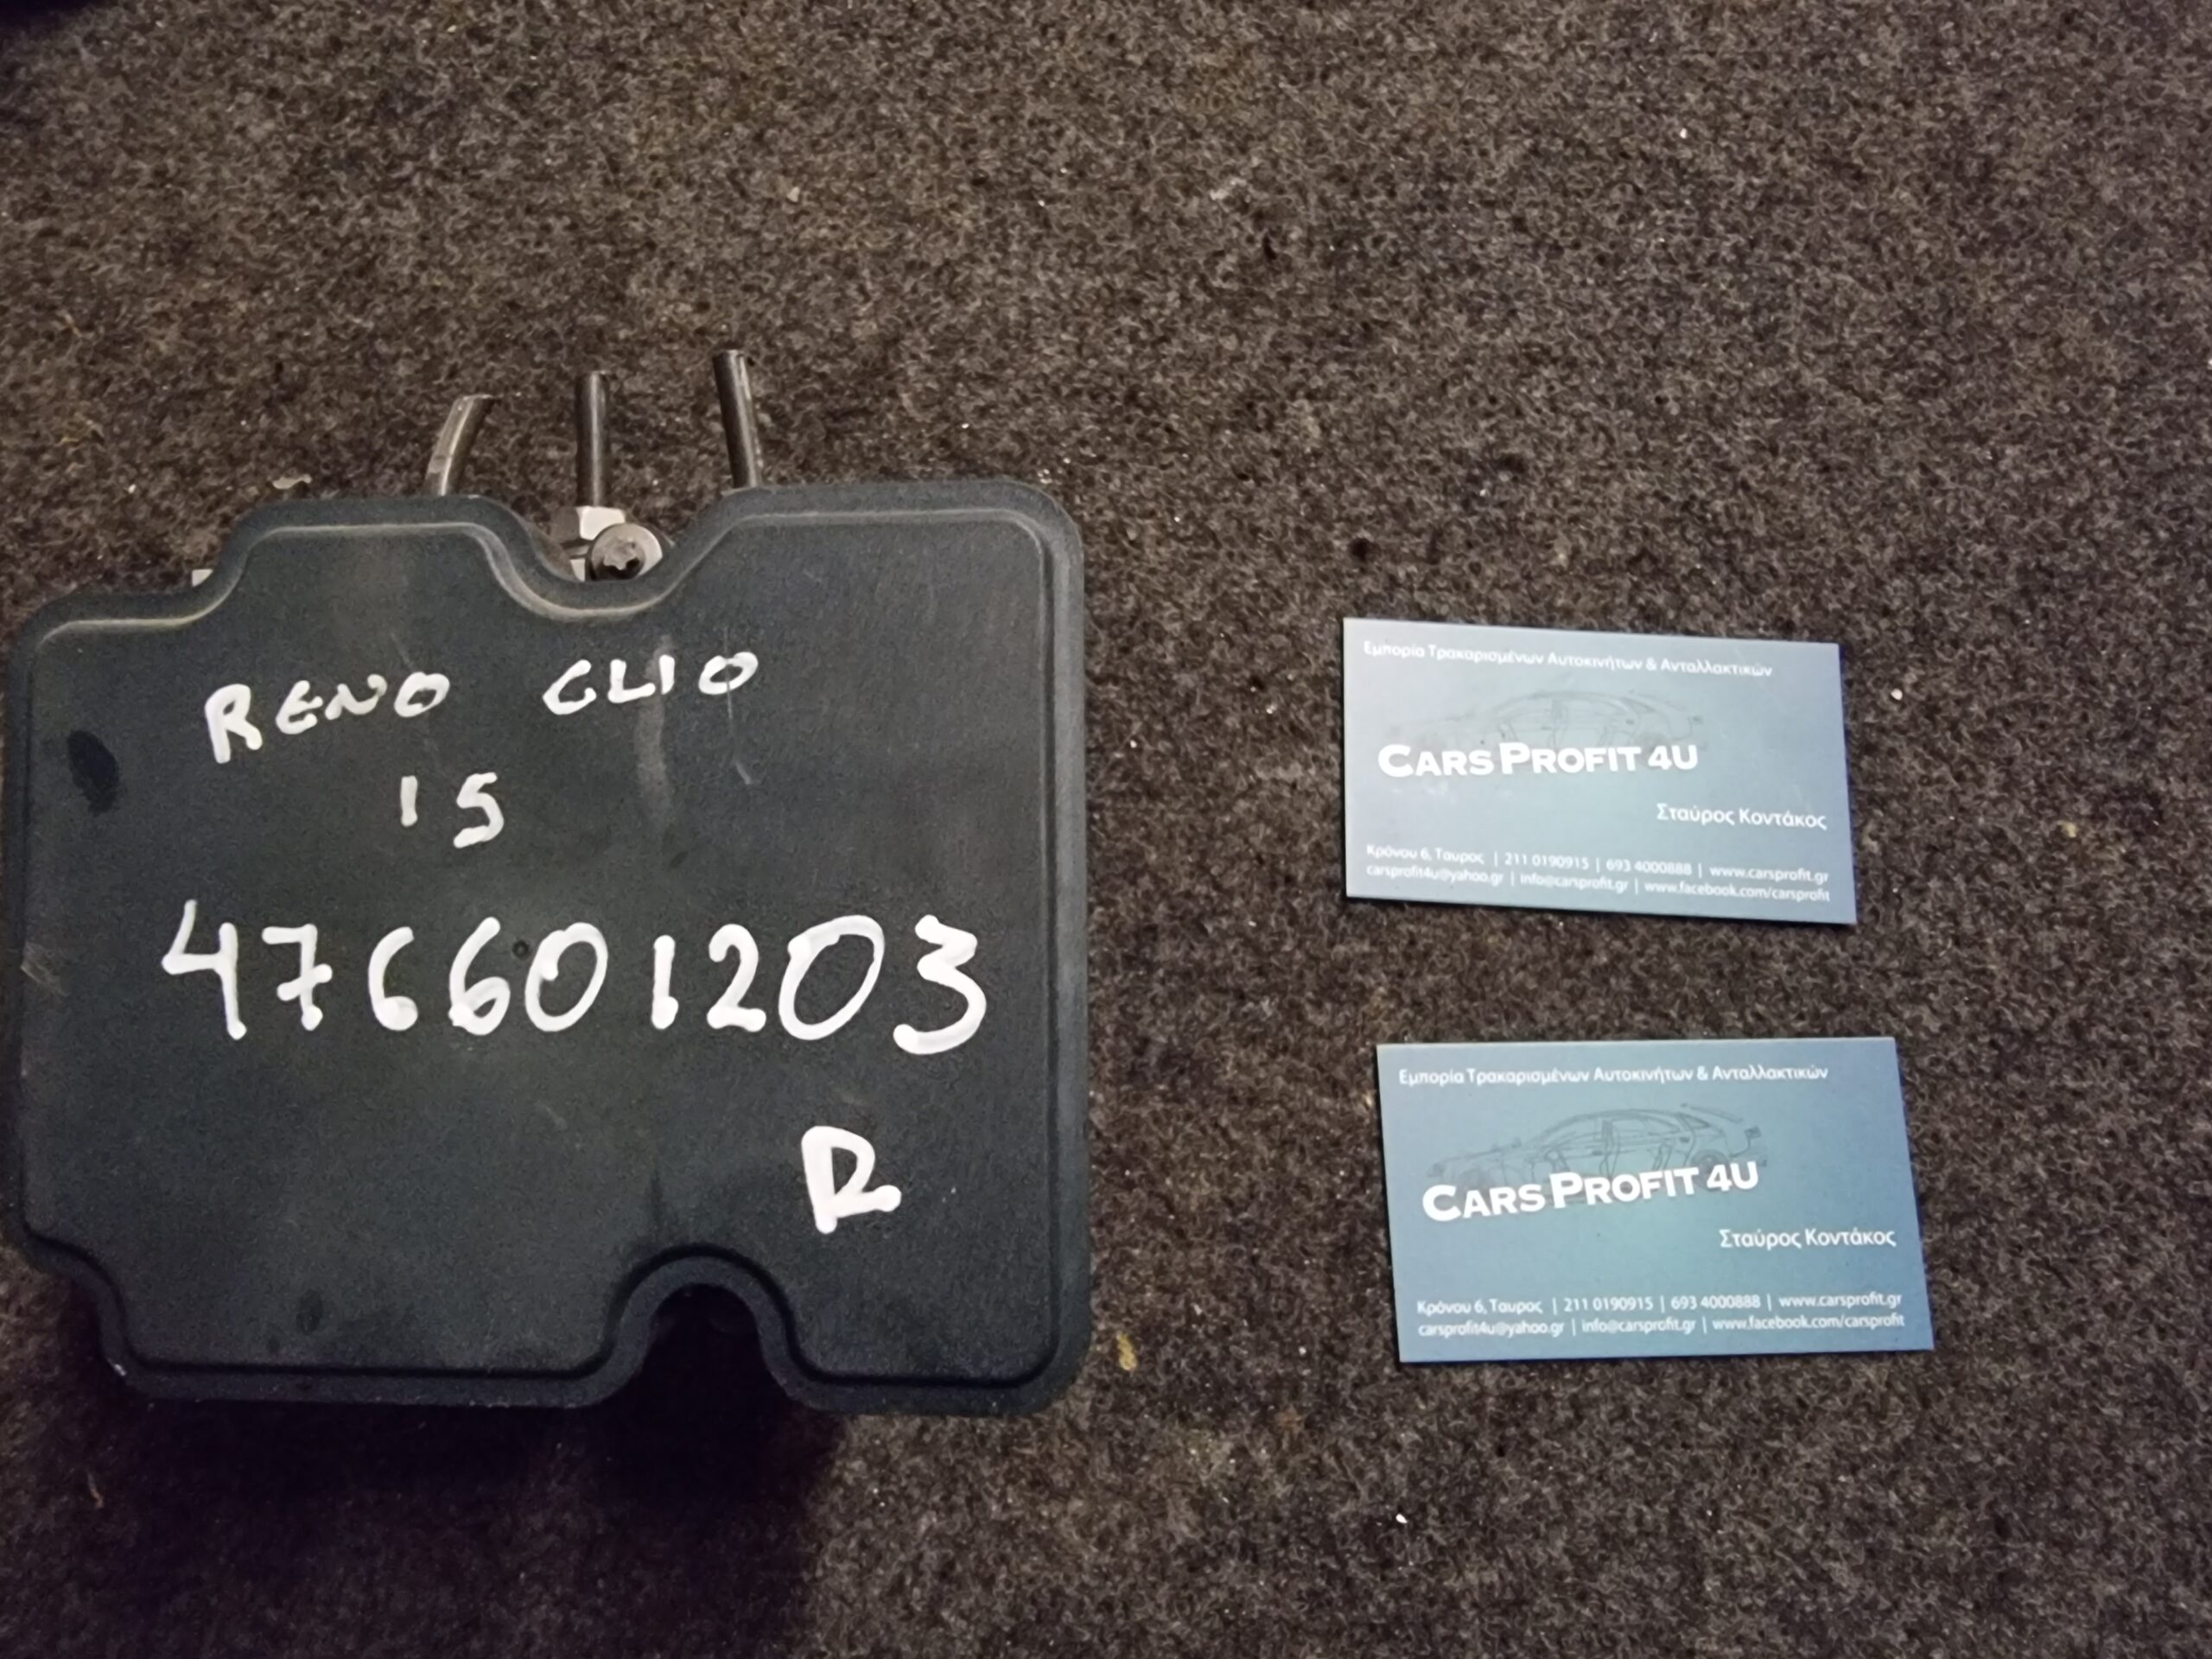 RENO CLIO
15
476601203
R
Εμπορία Τρακαρισμένων Αυτοκινήτων & Ανταλλακτικών
CARS PROFIT 4U
Σταύρος Κοντάκος
Κρόνου 6, Ταυρος | 211 0190915 | 693 4000888 | www.carsprofit.gr
carsprofit4u@yahoo.gr | info@carsprofit.gr | www.facebook.com/carsprofit
Εμπορία Τρακαρισμένων Αυτοκινήτων & Ανταλλακτικών
CARS PROFIT 4U
Σταύρος Κοντάκος
Κρόνου 6, Ταυρος | 211 0190915 | 693 4000888 | www.carsprofit.gr
carsprofit4u@yahoo.gr | info@carsprofit.gr | www.facebook.com/carsprofit